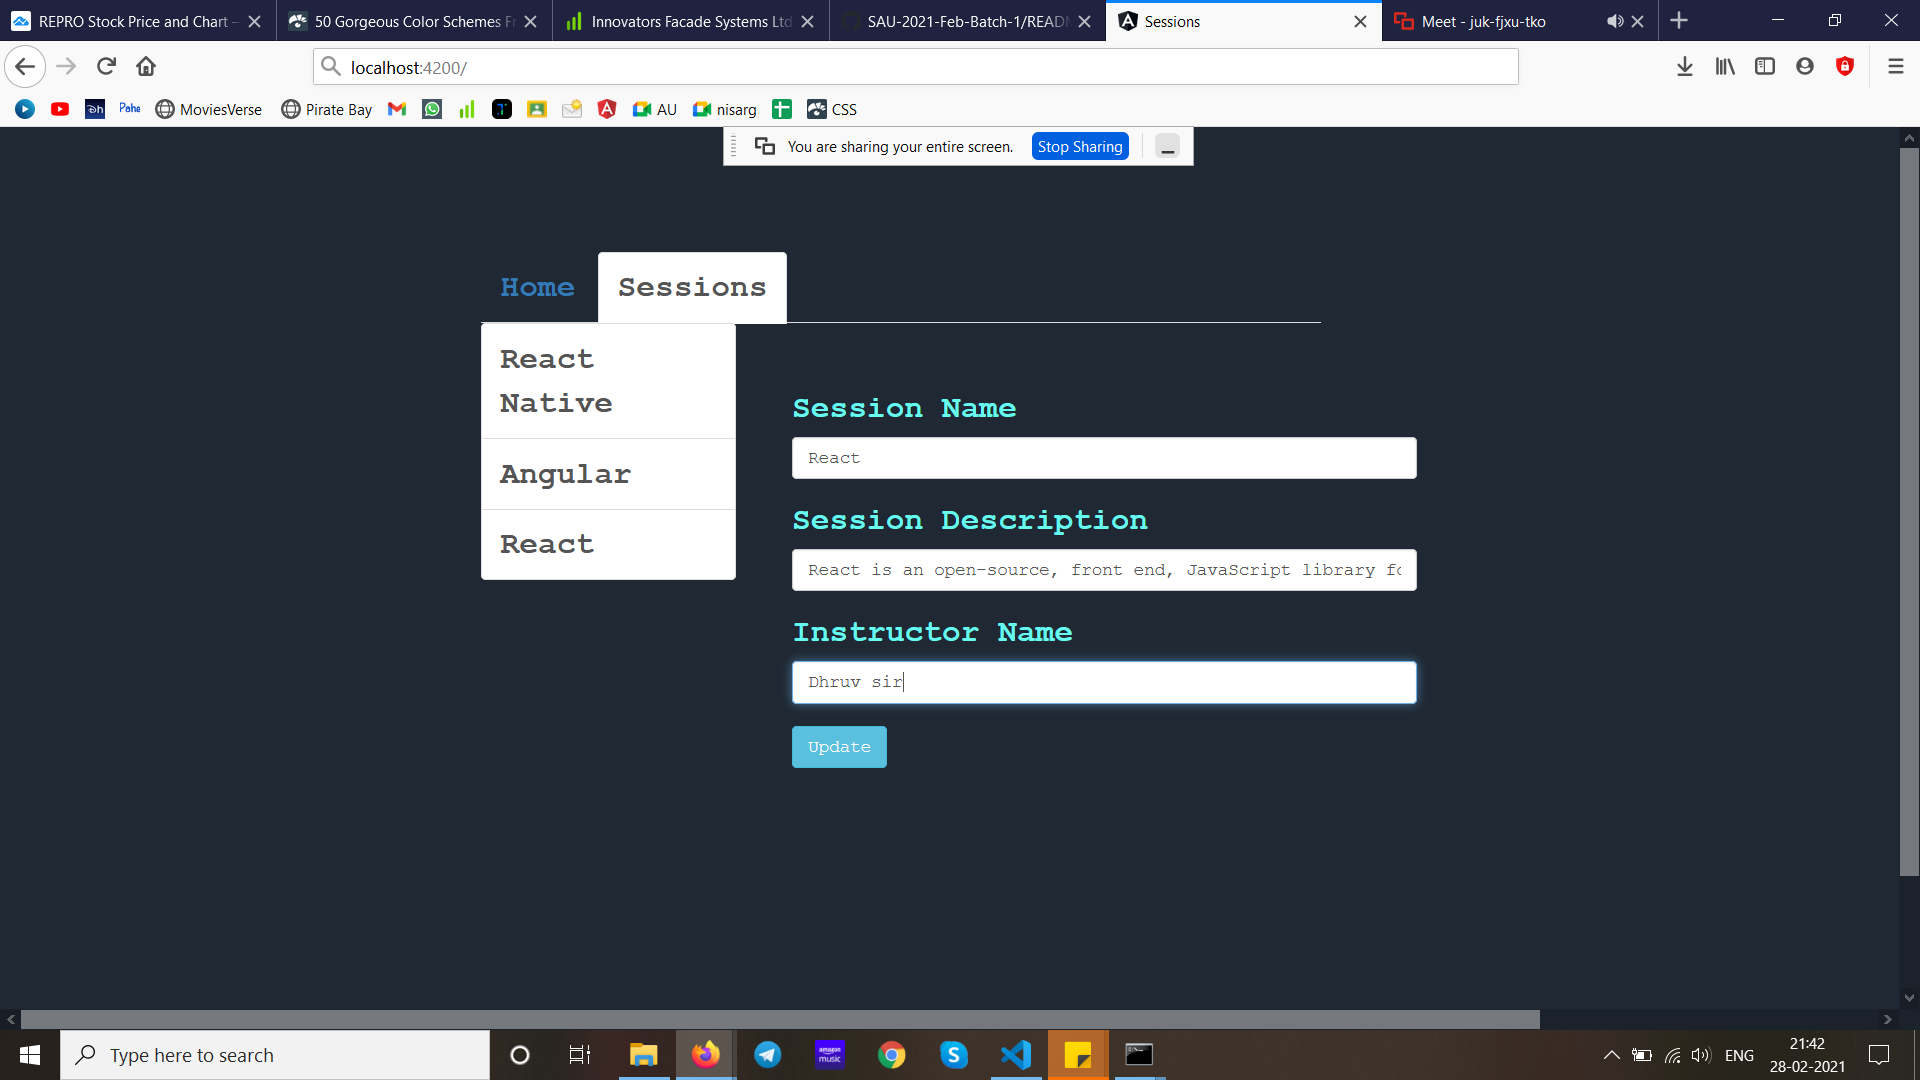 REPRO Stock Price and Chart –
50 Gorgeous Color Schemes Fr
Innovators Facade Systems Ltd
SAU-2021-Feb-Batch-1/READM
Sessions
Meet - juk-fjxu-tko
localhost:4200/
Dh
Pahe
MoviesVerse
Pirate Bay
AU
nisarg
CSS
You are sharing your entire screen.
Stop Sharing
Home
Sessions
React
Native
Angular
React
Session Name
React
Session Description
React is an open-source, front end, JavaScript library fo
Instructor Name
Dhruv sir
Update
Type here to search
amazon
music
ENG
21:42
28-02-2021